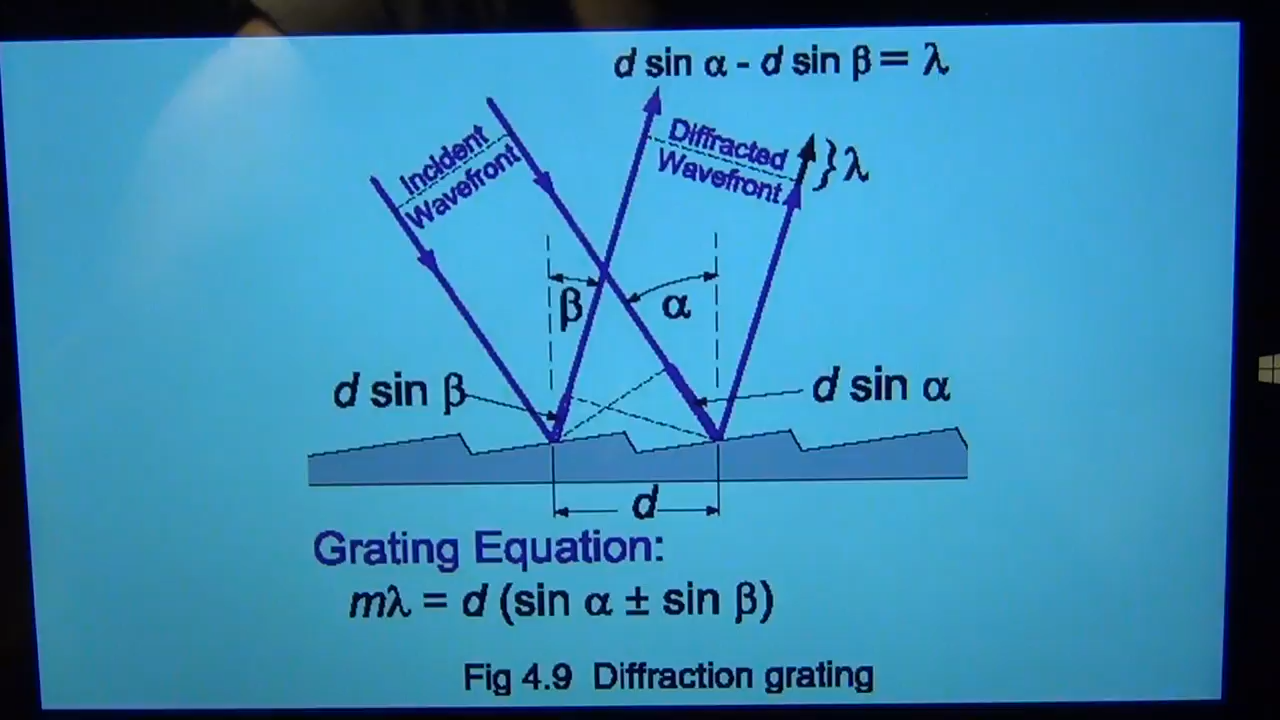 d sin α - d sin β = λ
Incident
Wavefront
Diffracted
Wavefront
} λ
β
α
d sin β
d sin α
d
Grating Equation:
mλ = d (sin α ± sin β)
Fig 4.9 Diffraction grating